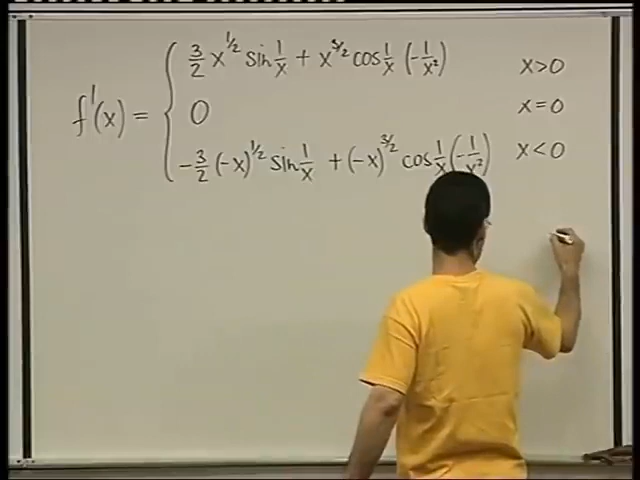 3/2 x^1/2 sin 1/x + x^3/2 cos 1/x (-1/x²) x>0
f'(x) = { 0 x=0
-3/2 (-x)^1/2 sin 1/x + (-x)^3/2 cos 1/x (-1/x²) x<0